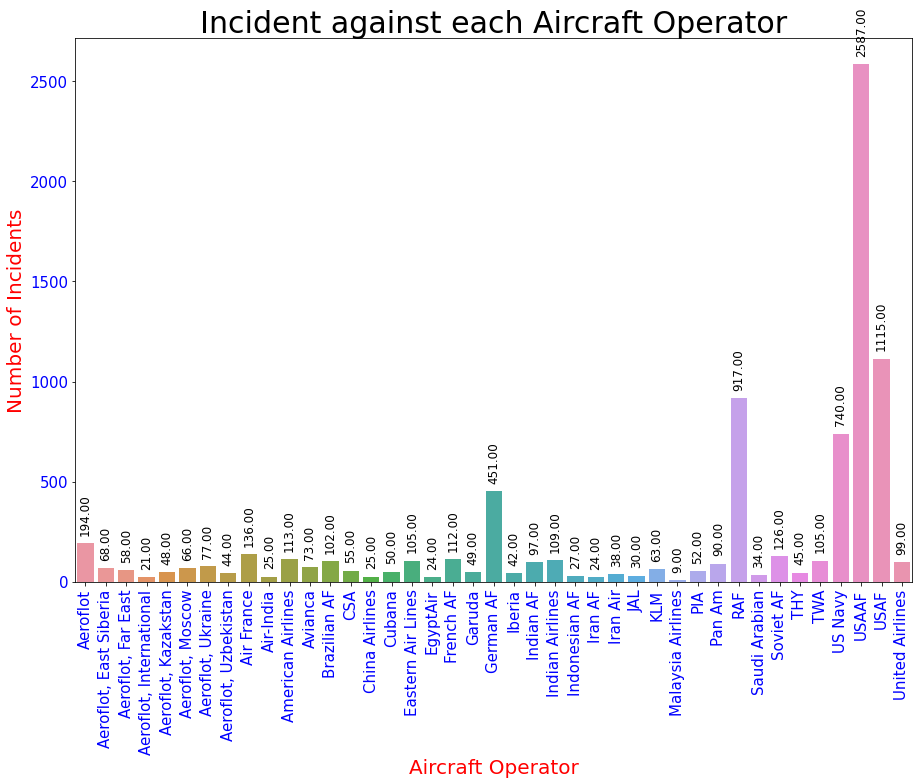 Incident against each Aircraft Operator
Number of Incidents
2500
2000
1500
1000
500
0
194.00
68.00
58.00
21.00
48.00
66.00
77.00
44.00
136.00
25.00
113.00
73.00
102.00
55.00
25.00
50.00
105.00
24.00
112.00
49.00
451.00
42.00
97.00
109.00
27.00
24.00
38.00
30.00
63.00
9.00
52.00
90.00
917.00
34.00
126.00
45.00
105.00
740.00
2587.00
1115.00
99.00
Aeroflot
Aeroflot, East Siberia
Aeroflot, Far East
Aeroflot, International
Aeroflot, Kazakstan
Aeroflot, Moscow
Aeroflot, Ukraine
Aeroflot, Uzbekistan
Air France
Air-India
American Airlines
Avianca
Brazilian AF
CSA
China Airlines
Cubana
Eastern Air Lines
EgyptAir
French AF
Garuda
German AF
Iberia
Indian AF
Indian Airlines
Indonesian AF
Iran AF
Iran Air
JAL
KLM
Malaysia Airlines
PIA
Pan Am
RAF
Saudi Arabian
Soviet AF
THY
TWA
US Navy
USAAF
USAF
United Airlines
Aircraft Operator